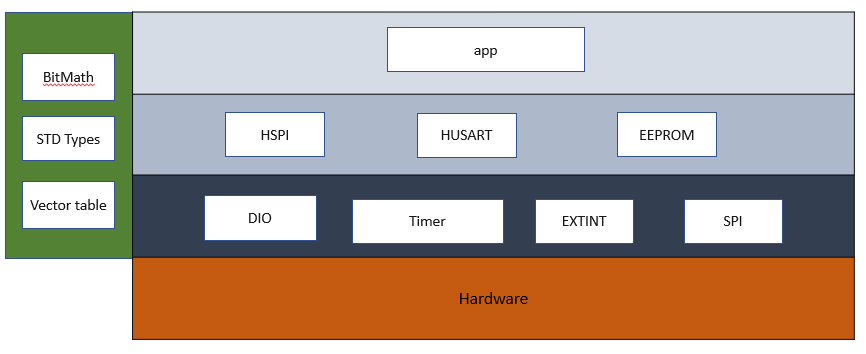 app
BitMath
HSPI
HUSART
EEPROM
STD Types
Vector table
DIO
Timer
EXTINT
SPI
Hardware